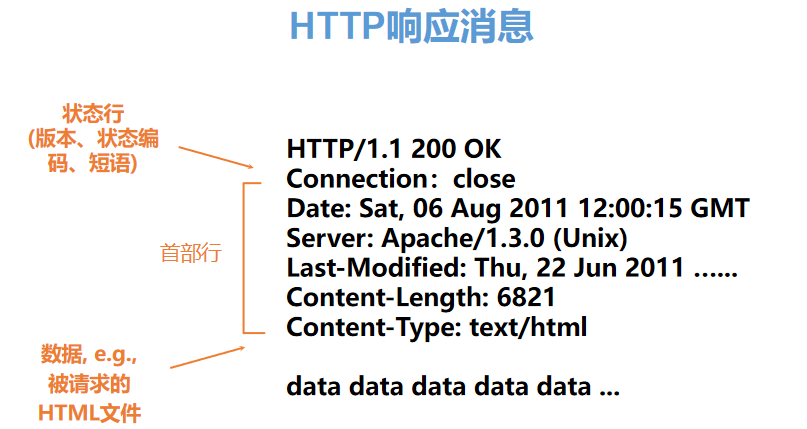 HTTP响应消息
状态行
(版本、状态编
码、短语)
HTTP/1.1 200 OK
Connection：close
Date: Sat, 06 Aug 2011 12:00:15 GMT
Server: Apache/1.3.0 (Unix)
Last-Modified: Thu, 22 Jun 2011 …...
Content-Length: 6821
Content-Type: text/html
首部行
数据, e.g.,
被请求的
HTML文件
data data data data data ...